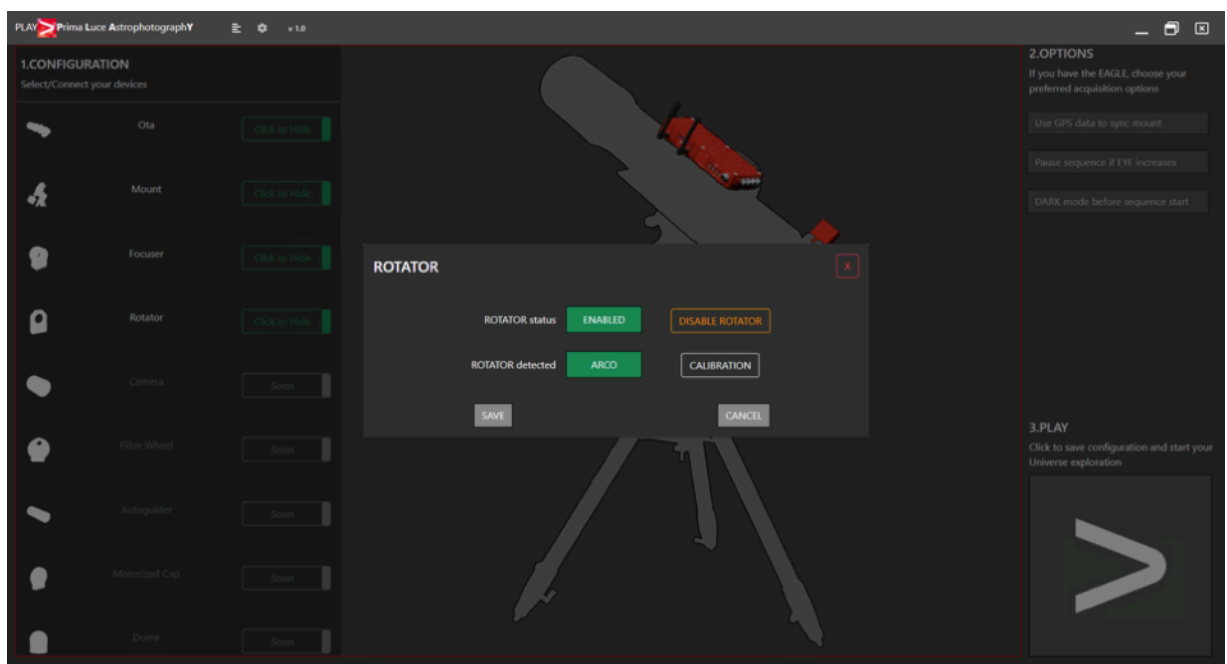 PLAY Prima Luce AstrophotographY v 1.0
1.CONFIGURATION
Select/Connect your devices
Ota Click to Hide
Mount Click to Hide
Focuser Click to Hide
Rotator Click to Hide
Camera Soon
Filter Wheel Soon
Autoguider Soon
Motorized Cap Soon
Dome Soon
ROTATOR X
ROTATOR status ENABLED DISABLE ROTATOR
ROTATOR detected ARCO CALIBRATION
SAVE CANCEL
2.OPTIONS
If you have the EAGLE, choose your
preferred acquisition options
Use GPS data to sync mount
Pause sequence if EYE increases
DARK mode before sequence start
3.PLAY
Click to save configuration and start your
Universe exploration